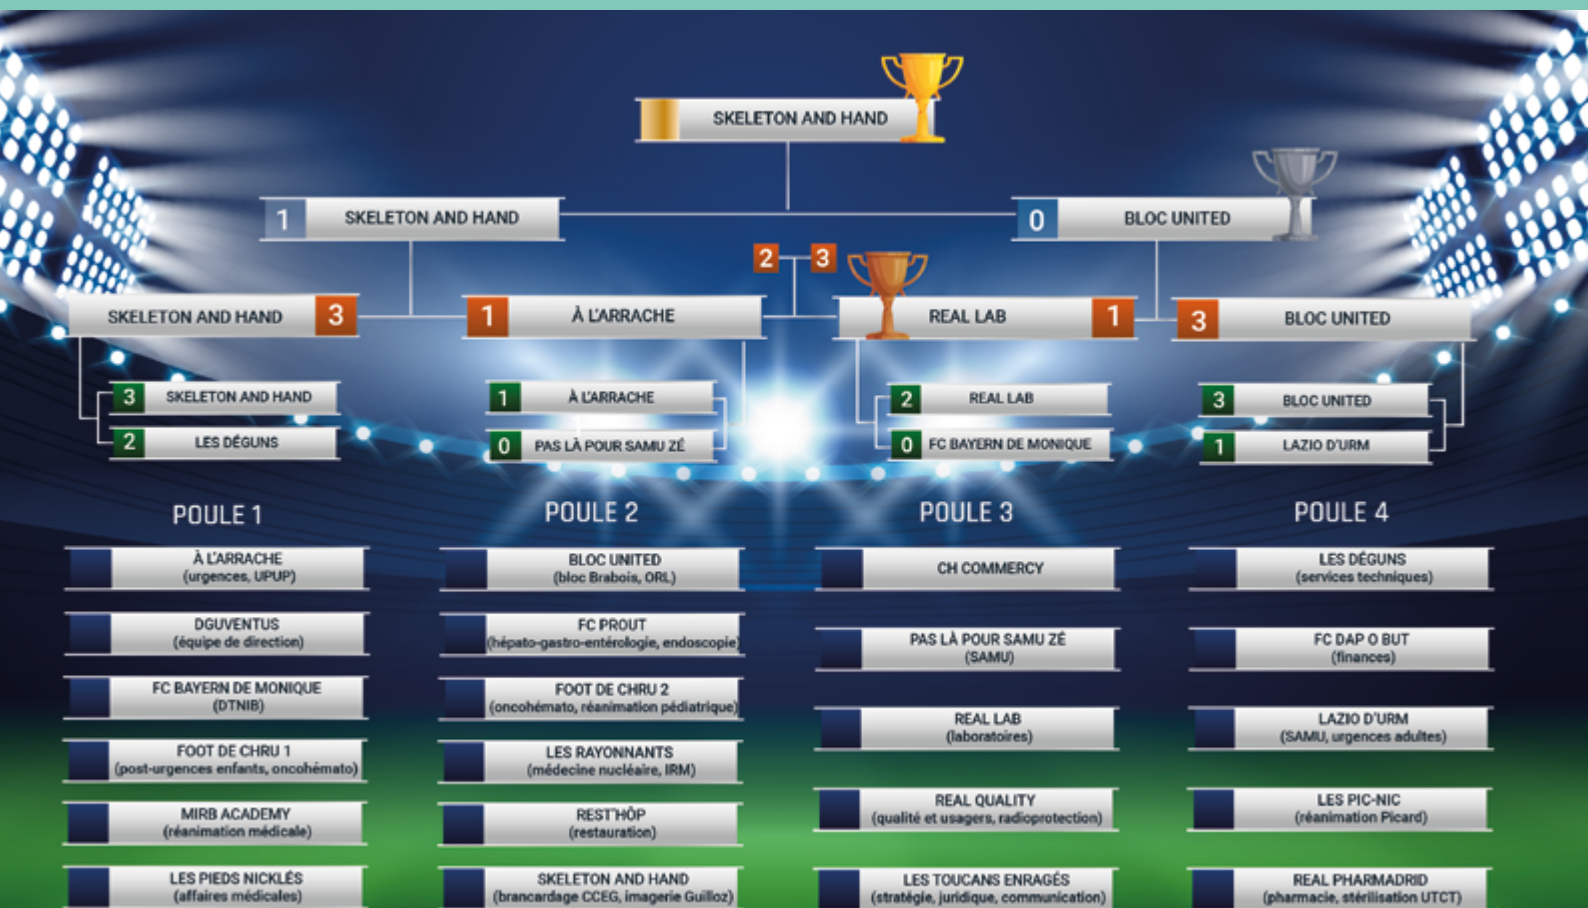 SKELETON AND HAND
1 SKELETON AND HAND
0 BLOC UNITED
2 3
SKELETON AND HAND 3
1 À L'ARRACHE
REAL LAB 1
3 BLOC UNITED
3 SKELETON AND HAND
2 LES DÉGUNS
1 À L'ARRACHE
0 PAS LÀ POUR SAMU ZÉ
2 REAL LAB
0 FC BAYERN DE MONIQUE
3 BLOC UNITED
1 LAZIO D'URM
POULE 1
À L'ARRACHE
(urgences, UPUP)
DGUVENTUS
(équipe de direction)
FC BAYERN DE MONIQUE
(DTNIB)
FOOT DE CHRU 1
(post-urgences enfants, oncohémato)
MIRB ACADEMY
(réanimation médicale)
LES PIEDS NICKLÉS
(affaires médicales)
POULE 2
BLOC UNITED
(bloc Brabois, ORL)
FC PROUT
(hépato-gastro-entérologie, endoscopie)
FOOT DE CHRU 2
(oncohémato, réanimation pédiatrique)
LES RAYONNANTS
(médecine nucléaire, IRM)
REST'HÔP
(restauration)
SKELETON AND HAND
(brancardage CCEG, imagerie Guilloz)
POULE 3
CH COMMERCY
PAS LÀ POUR SAMU ZÉ
(SAMU)
REAL LAB
(laboratoires)
REAL QUALITY
(qualité et usagers, radioprotection)
LES TOUCANS ENRAGÉS
(stratégie, juridique, communication)
POULE 4
LES DÉGUNS
(services techniques)
FC DAP O BUT
(finances)
LAZIO D'URM
(SAMU, urgences adultes)
LES PIC-NIC
(réanimation Picard)
REAL PHARMADRID
(pharmacie, stérilisation UTCT)